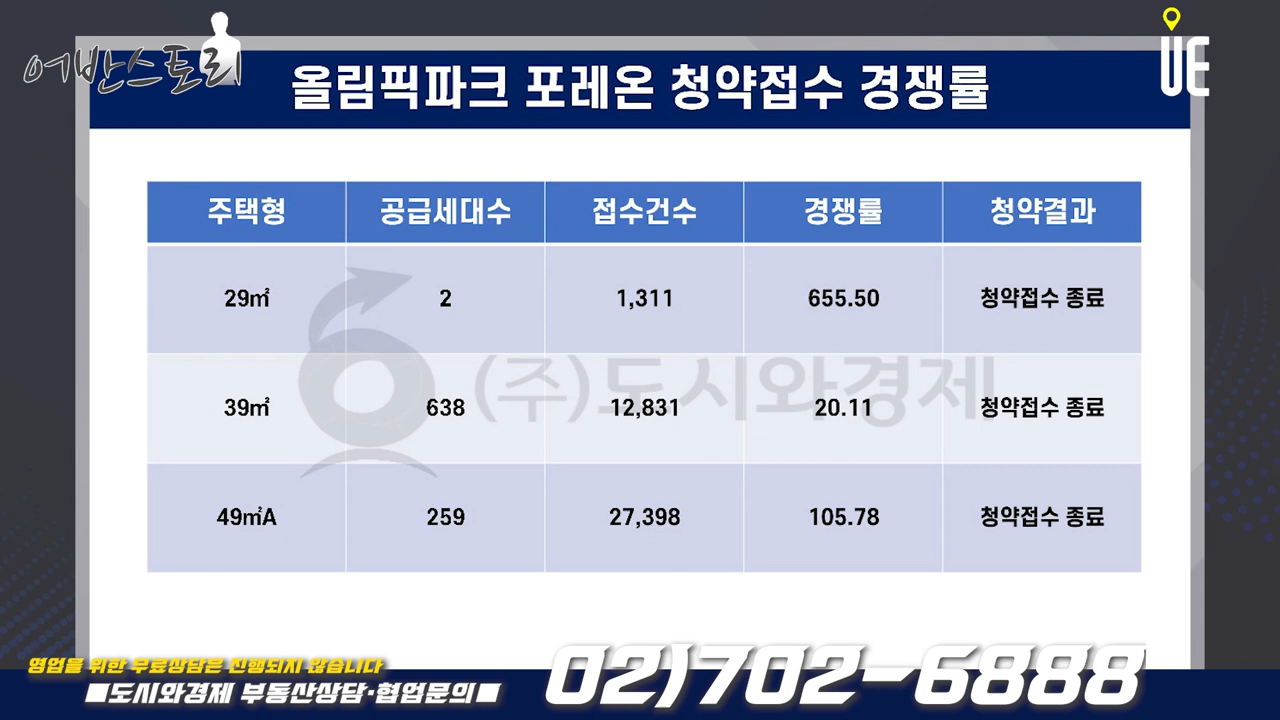 어반스토리
UE
올림픽파크 포레온 청약접수 경쟁률
주택형 공급세대수 접수건수 경쟁률 청약결과
29㎡ 2 1,311 655.50 청약접수 종료
39㎡ 638 12,831 20.11 청약접수 종료
49㎡A 259 27,398 105.78 청약접수 종료
(주)도시와경제
영업을 위한 무료상담은 진행되지 않습니다
■도시와경제 부동산상담·협업문의■
02)702-6888